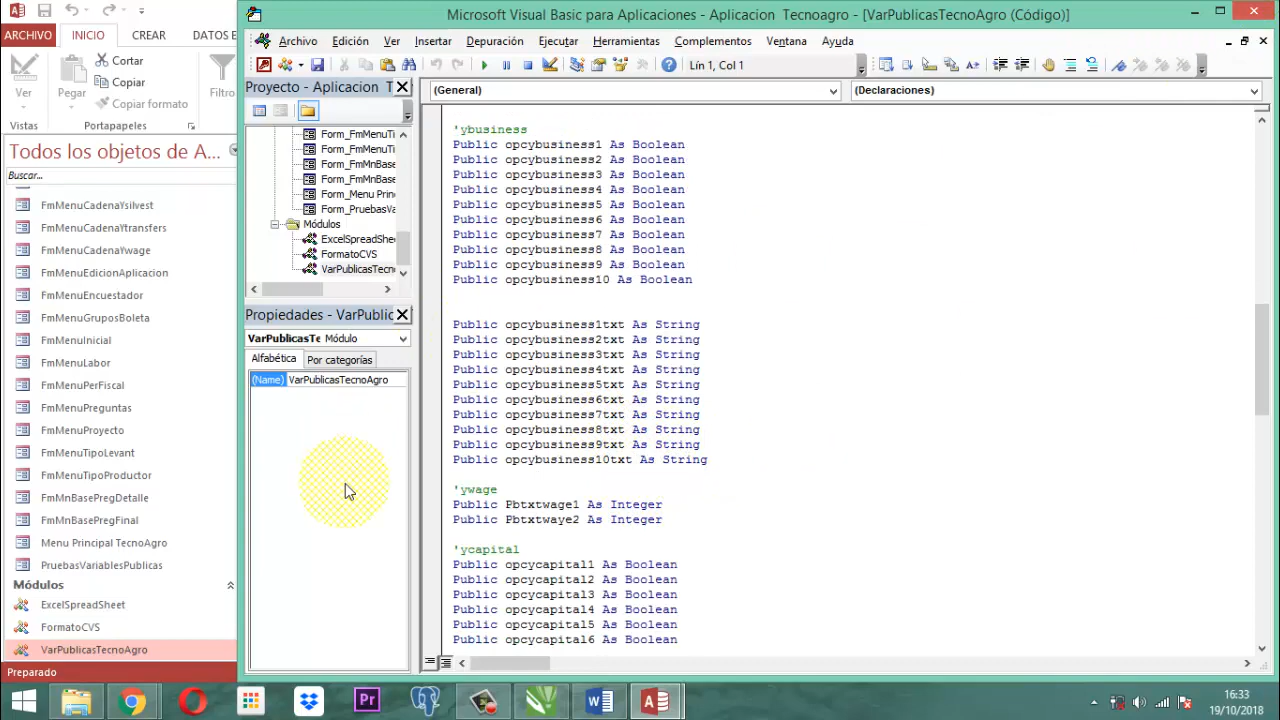 Microsoft Visual Basic para Aplicaciones - Aplicacion Tecnoagro - [VarPublicasTecnoAgro (Código)]
ARCHIVO INICIO CREAR DATOS E
Archivo Edición Ver Insertar Depuración Ejecutar Herramientas Complementos Ventana Ayuda
Ver
Pegar
Cortar
Copiar
Copiar formato
Filtro
Vistas
Portapapeles
Lín 1, Col 1
Todos los objetos de A...
Buscar...
FmMenuCadenaYsilvest
FmMenuCadenaYtransfers
FmMenuCadenaYwage
FmMenuEdicionAplicacion
FmMenuEncuestador
FmMenuGruposBoleta
FmMenuInicial
FmMenuLabor
FmMenuPerFiscal
FmMenuPreguntas
FmMenuProyecto
FmMenuTipoLevant
FmMenuTipoProductor
FmMnBasePregDetalle
FmMnBasePregFinal
Menu Principal TecnoAgro
PruebasVariablesPublicas
Módulos
ExcelSpreadSheet
FormatoCVS
VarPublicasTecnoAgro
Preparado
Proyecto - Aplicacion T
Form_FmMenuTi
Form_FmMenuTi
Form_FmMnBase
Form_FmMnBase
Form_Menu Princ
Form_PruebasVa
Módulos
ExcelSpreadShee
FormatoCVS
VarPublicasTecn
Propiedades - VarPublic
VarPublicasTe Módulo
Alfabética Por categorías
(Name) VarPublicasTecnoAgro
(General) (Declaraciones)
'ybusiness
Public opcybusiness1 As Boolean
Public opcybusiness2 As Boolean
Public opcybusiness3 As Boolean
Public opcybusiness4 As Boolean
Public opcybusiness5 As Boolean
Public opcybusiness6 As Boolean
Public opcybusiness7 As Boolean
Public opcybusiness8 As Boolean
Public opcybusiness9 As Boolean
Public opcybusiness10 As Boolean
Public opcybusiness1txt As String
Public opcybusiness2txt As String
Public opcybusiness3txt As String
Public opcybusiness4txt As String
Public opcybusiness5txt As String
Public opcybusiness6txt As String
Public opcybusiness7txt As String
Public opcybusiness8txt As String
Public opcybusiness9txt As String
Public opcybusiness10txt As String
'ywage
Public Pbtxtwage1 As Integer
Public Pbtxtwaye2 As Integer
'ycapital
Public opcycapital1 As Boolean
Public opcycapital2 As Boolean
Public opcycapital3 As Boolean
Public opcycapital4 As Boolean
Public opcycapital5 As Boolean
Public opcycapital6 As Boolean
Pr
16:33
19/10/2018